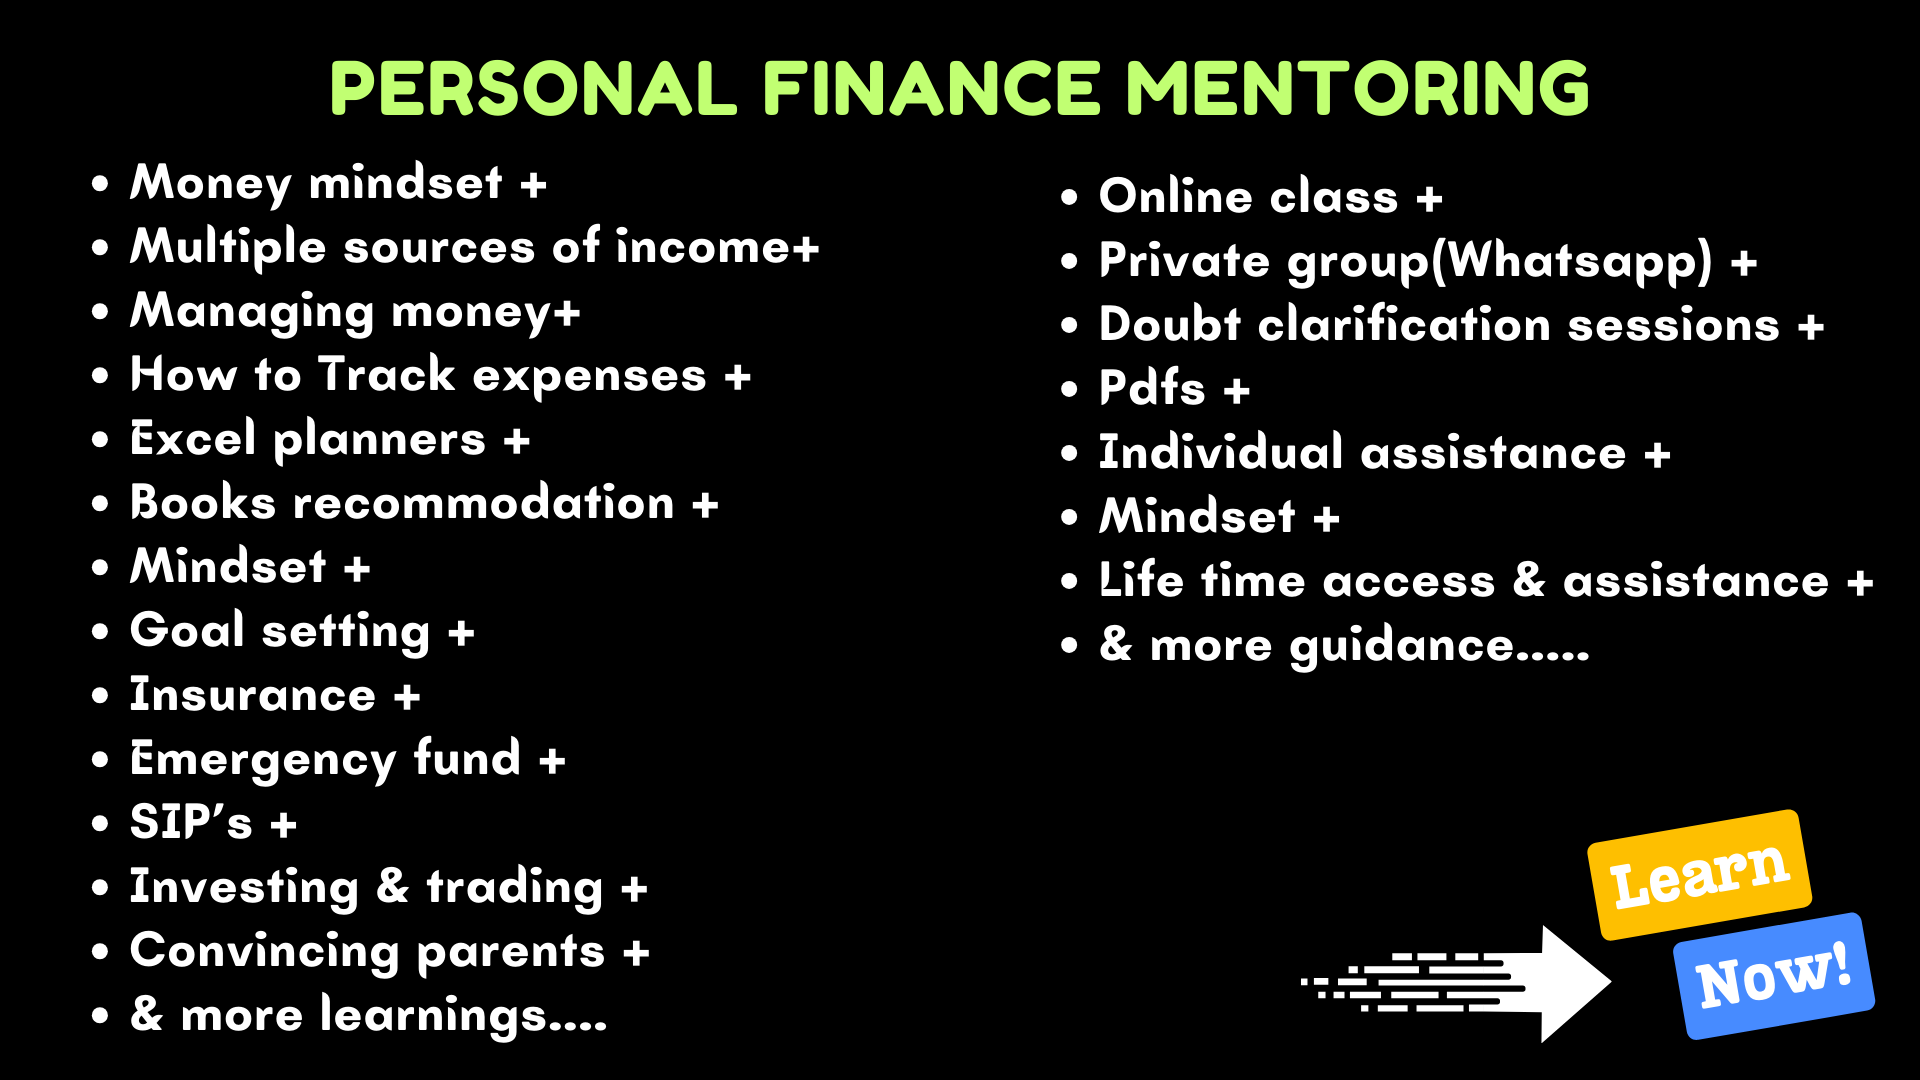 PERSONAL FINANCE MENTORING
• Money mindset +
• Multiple sources of income+
• Managing money+
• How to Track expenses +
• Excel planners +
• Books recommodation +
• Mindset +
• Goal setting +
• Insurance +
• Emergency fund +
• SIP's +
• Investing & trading +
• Convincing parents +
• & more learnings....
• Online class +
• Private group(Whatsapp) +
• Doubt clarification sessions +
• Pdfs +
• Individual assistance +
• Mindset +
• Life time access & assistance +
• & more guidance.....
Learn
Now!